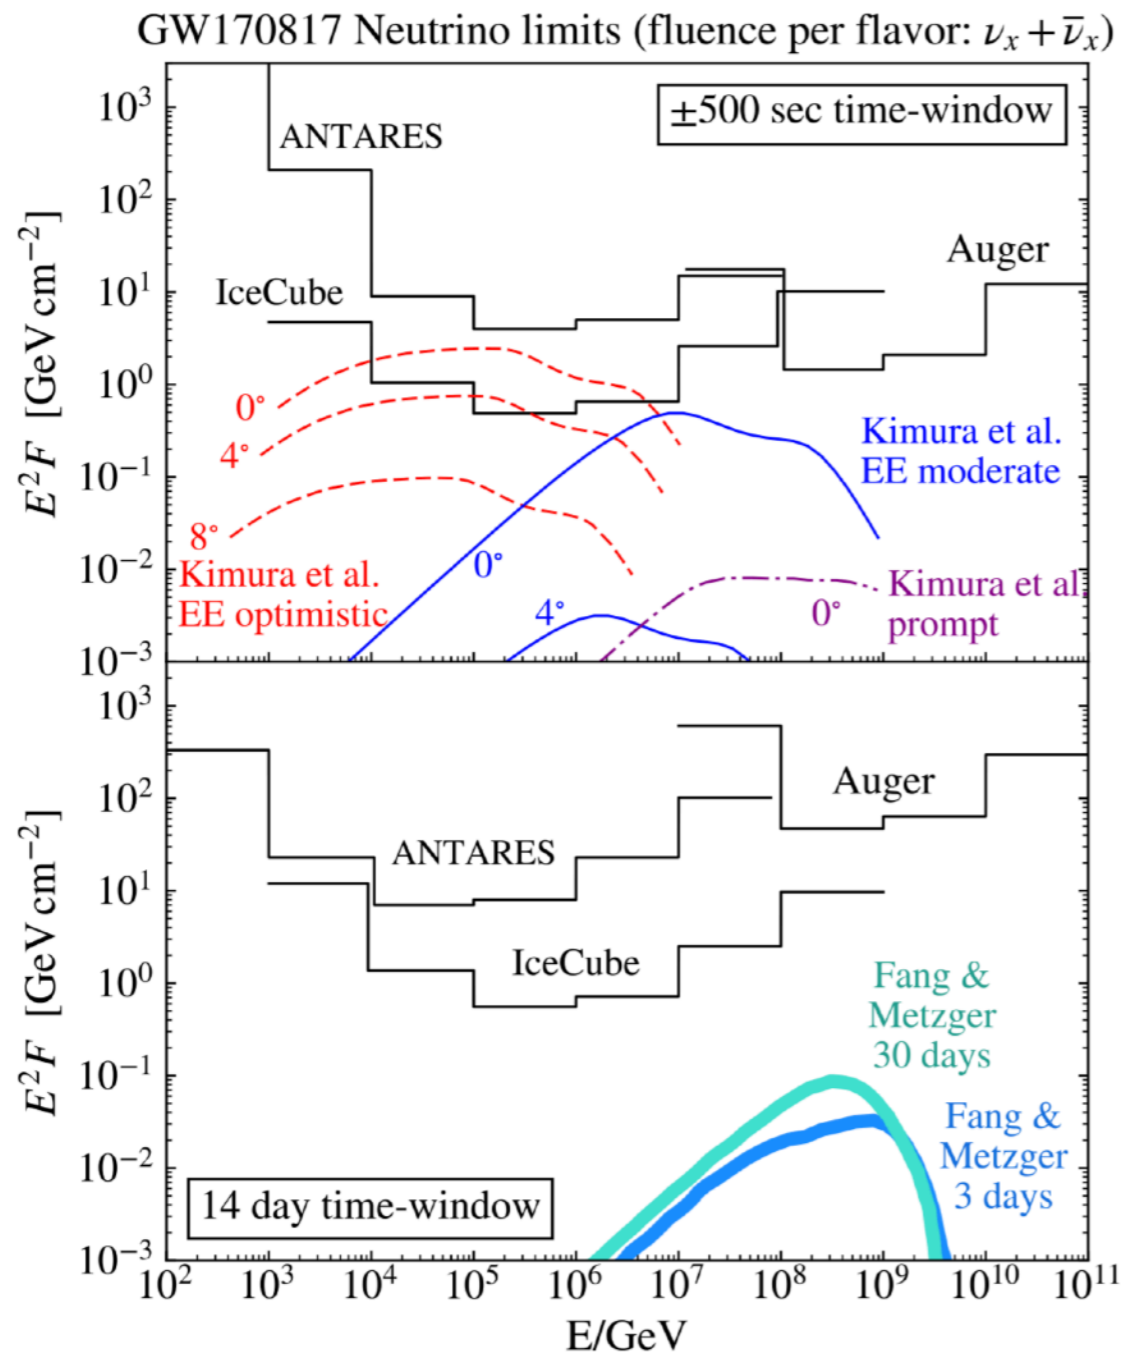 GW170817 Neutrino limits (fluence per flavor: νₓ + ν̄ₓ)
±500 sec time-window
10³
10²
10¹
10⁰
10⁻¹
10⁻²
10⁻³
E²F [GeV cm⁻²]
ANTARES
IceCube
Auger
0°
4°
8°
Kimura et al.
EE optimistic
Kimura et al.
EE moderate
0°
4°
Kimura et al.
prompt
0°
10³
10²
10¹
10⁰
10⁻¹
10⁻²
10⁻³
E²F [GeV cm⁻²]
Auger
ANTARES
IceCube
Fang &
Metzger
30 days
Fang &
Metzger
3 days
14 day time-window
10² 10³ 10⁴ 10⁵ 10⁶ 10⁷ 10⁸ 10⁹ 10¹⁰ 10¹¹
E/GeV